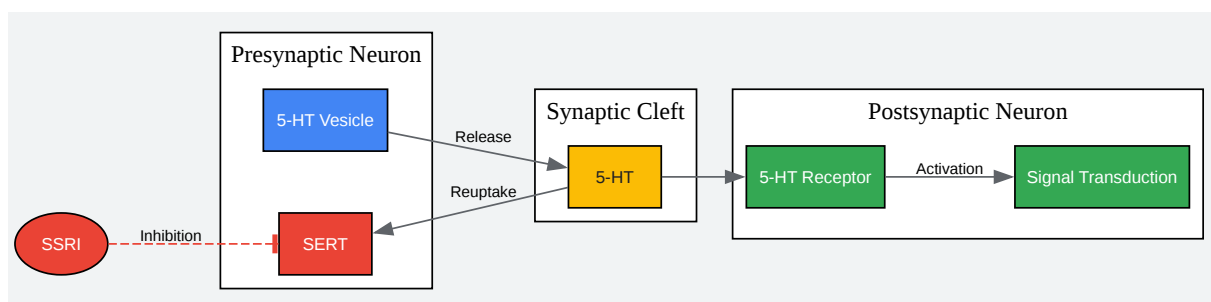 Presynaptic Neuron
5-HT Vesicle
Release
Reuptake
SERT
SSRI
Inhibition
Synaptic Cleft
5-HT
Postsynaptic Neuron
5-HT Receptor
Activation
Signal Transduction